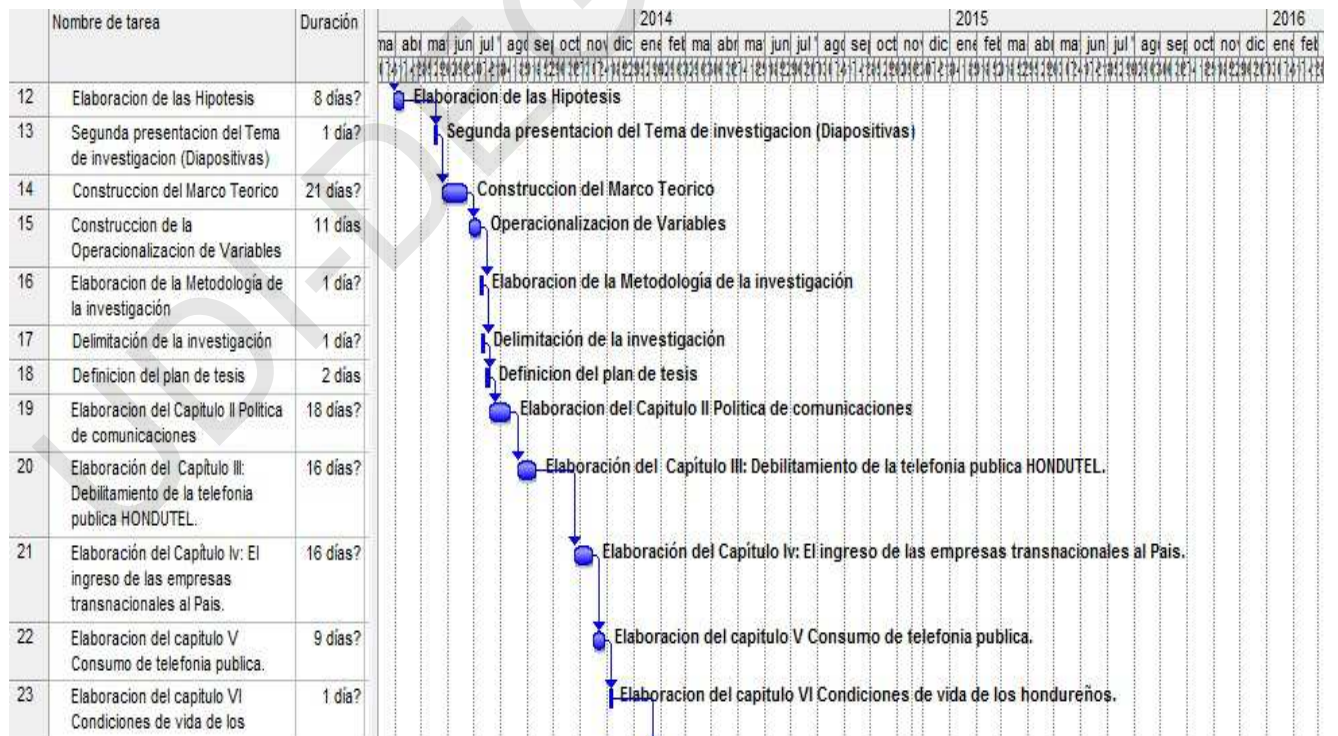 Nombre de tarea Duración
2014 2015 2016
ma abr ma jun jul ago sep oct nov dic ene feb ma abr ma jun jul ago sep oct nov dic ene feb ma abr ma jun jul ago sep oct nov dic ene feb
12 Elaboracion de las Hipotesis 8 días? Elaboracion de las Hipotesis
13 Segunda presentacion del Tema 1 día? Segunda presentacion del Tema de investigacion (Diapositivas)
de investigacion (Diapositivas)
14 Construccion del Marco Teorico 21 días? Construccion del Marco Teorico
15 Construccion de la 11 días Operacionalizacion de Variables
Operacionalizacion de Variables
16 Elaboracion de la Metodología de 1 día? Elaboracion de la Metodología de la investigación
la investigación
17 Delimitación de la investigación 1 día? Delimitación de la investigación
18 Definicion del plan de tesis 2 días Definicion del plan de tesis
19 Elaboracion del Capitulo II Politica 18 días? Elaboracion del Capitulo II Politica de comunicaciones
de comunicaciones
20 Elaboración del Capítulo III: 16 días? Elaboración del Capítulo III: Debilitamiento de la telefonia publica HONDUTEL.
Debilitamiento de la telefonia
publica HONDUTEL.
21 Elaboración del Capítulo Iv: El 16 días? Elaboración del Capítulo Iv: El ingreso de las empresas transnacionales al Pais.
ingreso de las empresas
transnacionales al Pais.
22 Elaboracion del capitulo V 9 días? Elaboracion del capitulo V Consumo de telefonia publica.
Consumo de telefonia publica.
23 Elaboracion del capitulo VI 1 día? Elaboracion del capitulo VI Condiciones de vida de los hondureños.
Condiciones de vida de los